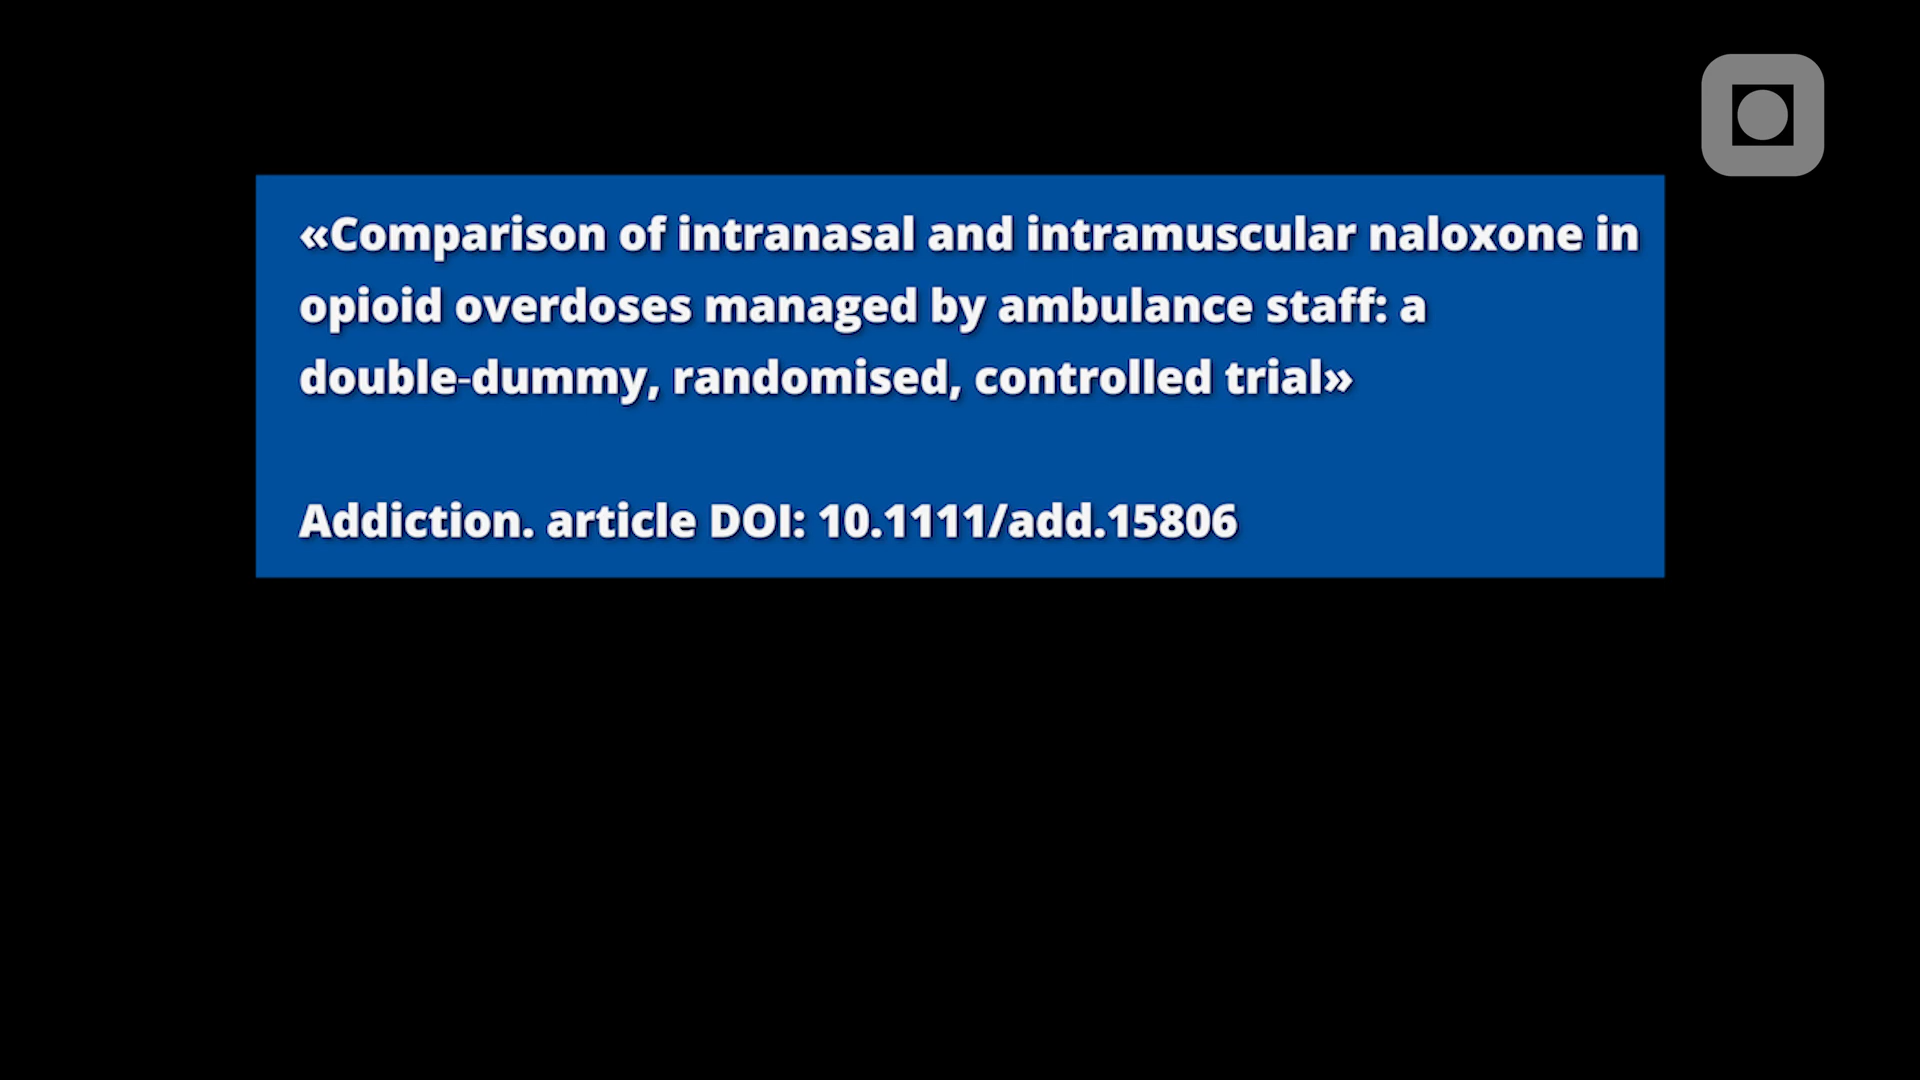 «Comparison of intranasal and intramuscular naloxone in
opioid overdoses managed by ambulance staff: a
double-dummy, randomised, controlled trial»
Addiction. article DOI: 10.1111/add.15806